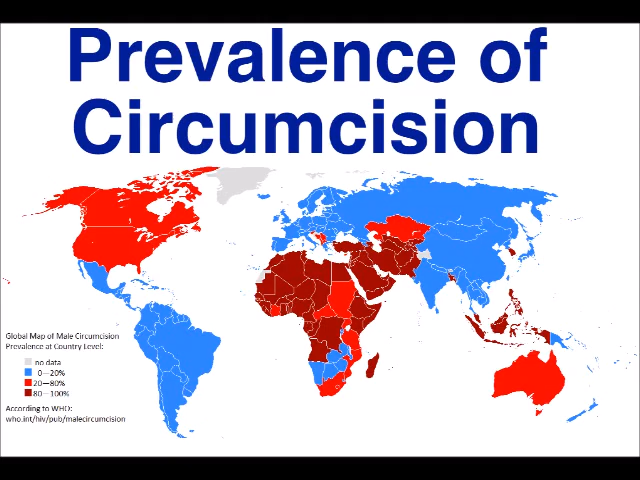 Prevalence of
Circumcision
Global Map of Male Circumcision
Prevalence at Country Level:
no data
0—20%
20—80%
80—100%
According to WHO:
who.int/hiv/pub/malecircumcision